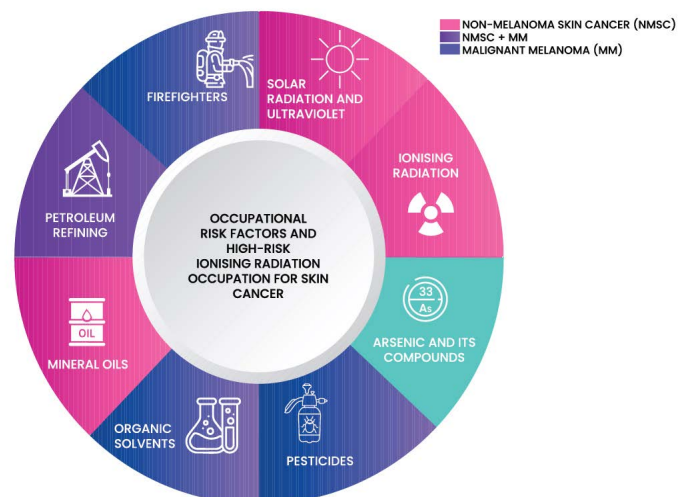 NON-MELANOMA SKIN CANCER (NMSC)
NMSC + MM
MALIGNANT MELANOMA (MM)
FIREFIGHTERS
SOLAR
RADIATION AND
ULTRAVIOLET
IONISING
RADIATION
PETROLEUM
REFINING
OCCUPATIONAL
RISK FACTORS AND
HIGH-RISK
IONISING RADIATION
OCCUPATION FOR SKIN
CANCER
33
As
ARSENIC AND ITS
COMPOUNDS
OIL
MINERAL OILS
ORGANIC
SOLVENTS
PESTICIDES